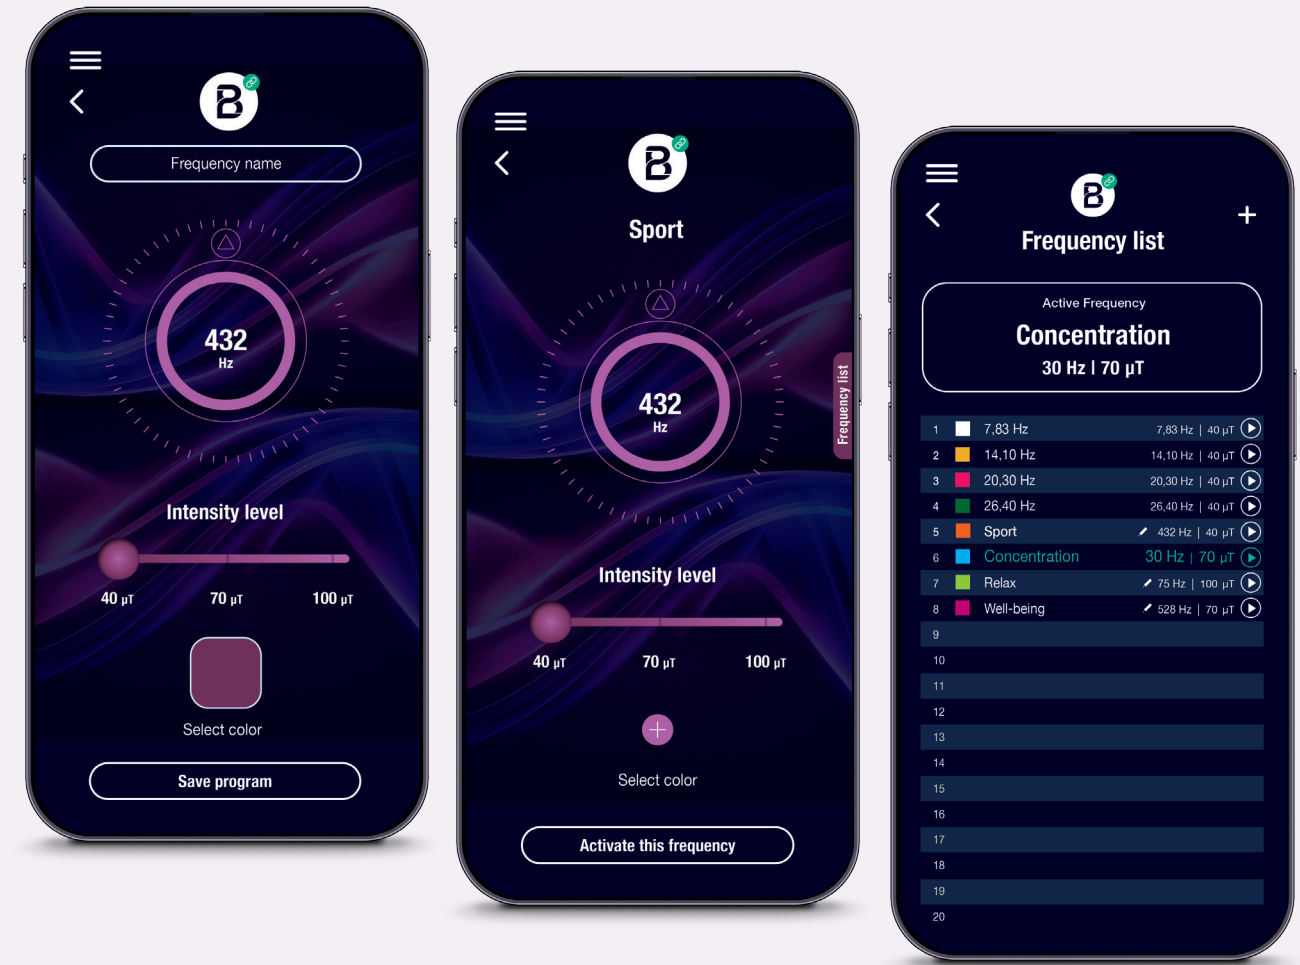 B
Frequency name
432
Hz
Intensity level
40 µT 70 µT 100 µT
Select color
Save program
B
Sport
432
Hz
Frequency list
Intensity level
40 µT 70 µT 100 µT
Select color
Activate this frequency
B
Frequency list
Active Frequency
Concentration
30 Hz | 70 µT
1 7,83 Hz 7,83 Hz | 40 µT
2 14,10 Hz 14,10 Hz | 40 µT
3 20,30 Hz 20,30 Hz | 40 µT
4 26,40 Hz 26,40 Hz | 40 µT
5 Sport 432 Hz | 40 µT
6 Concentration 30 Hz | 70 µT
7 Relax 75 Hz | 100 µT
8 Well-being 528 Hz | 70 µT
9
10
11
12
13
14
15
16
17
18
19
20